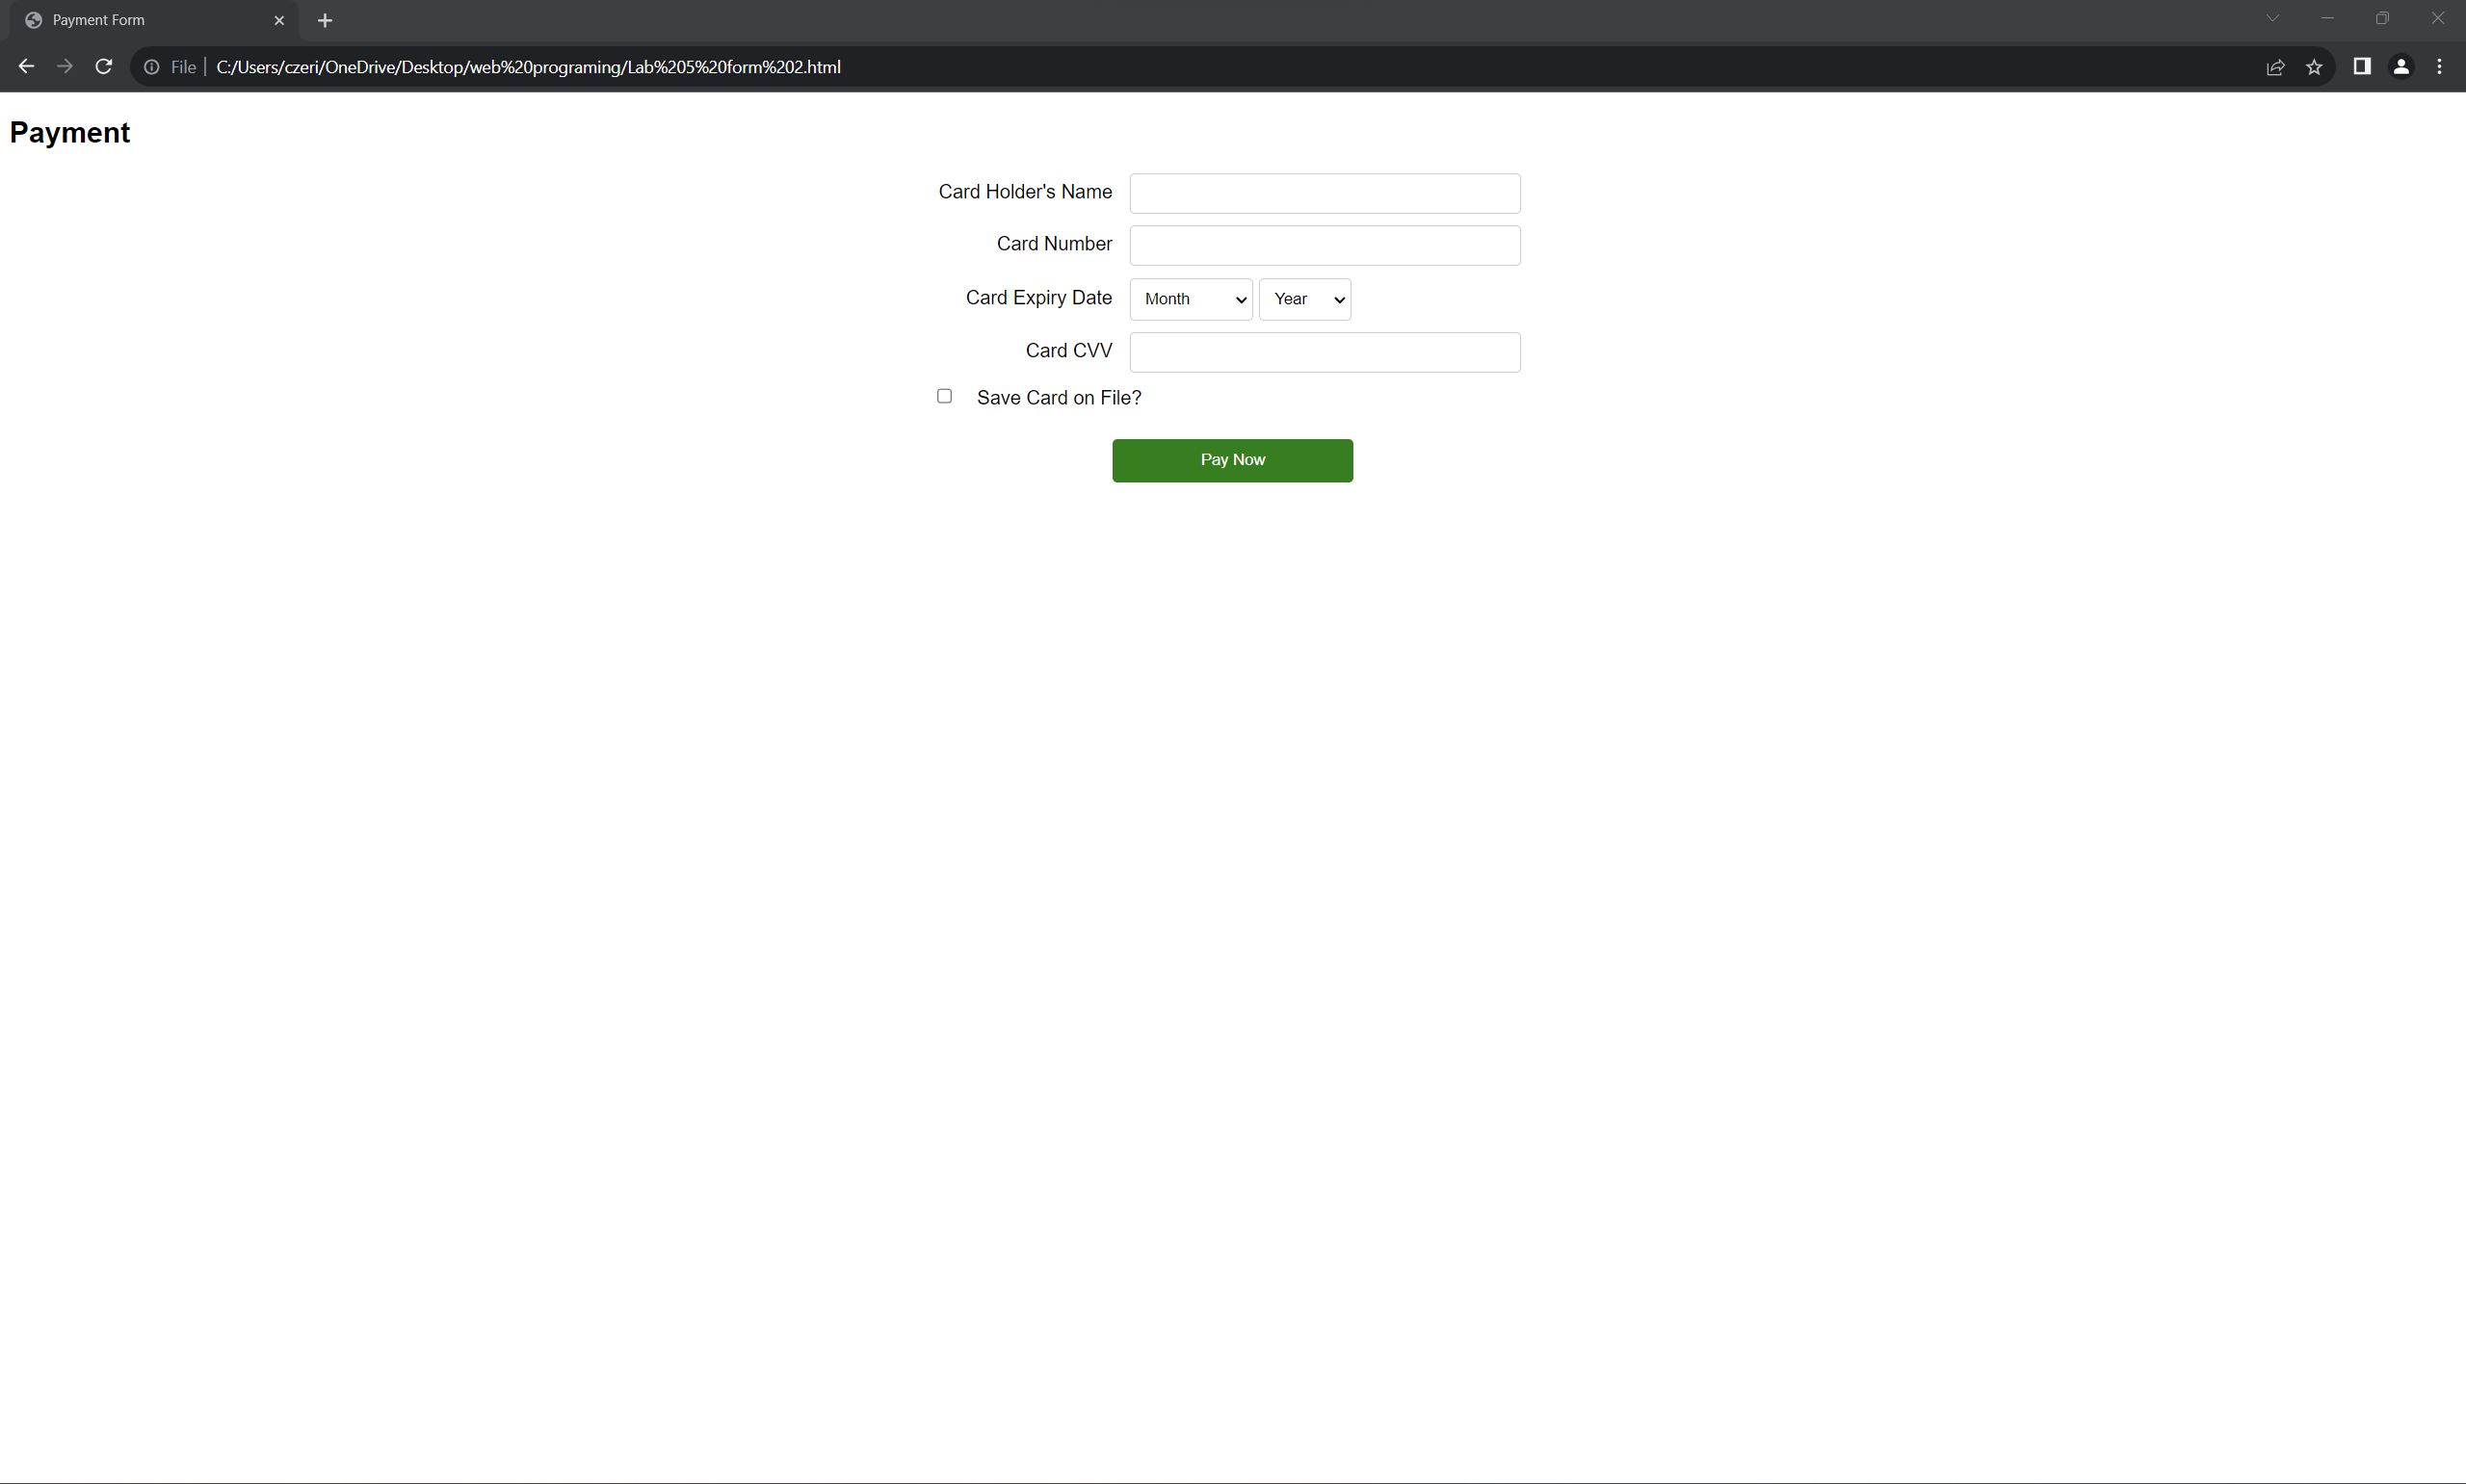 Payment Form
File C:/Users/czeri/OneDrive/Desktop/web%20programing/Lab%205%20form%202.html
Payment
Card Holder's Name
Card Number
Card Expiry Date Month Year
Card CVV
Save Card on File?
Pay Now